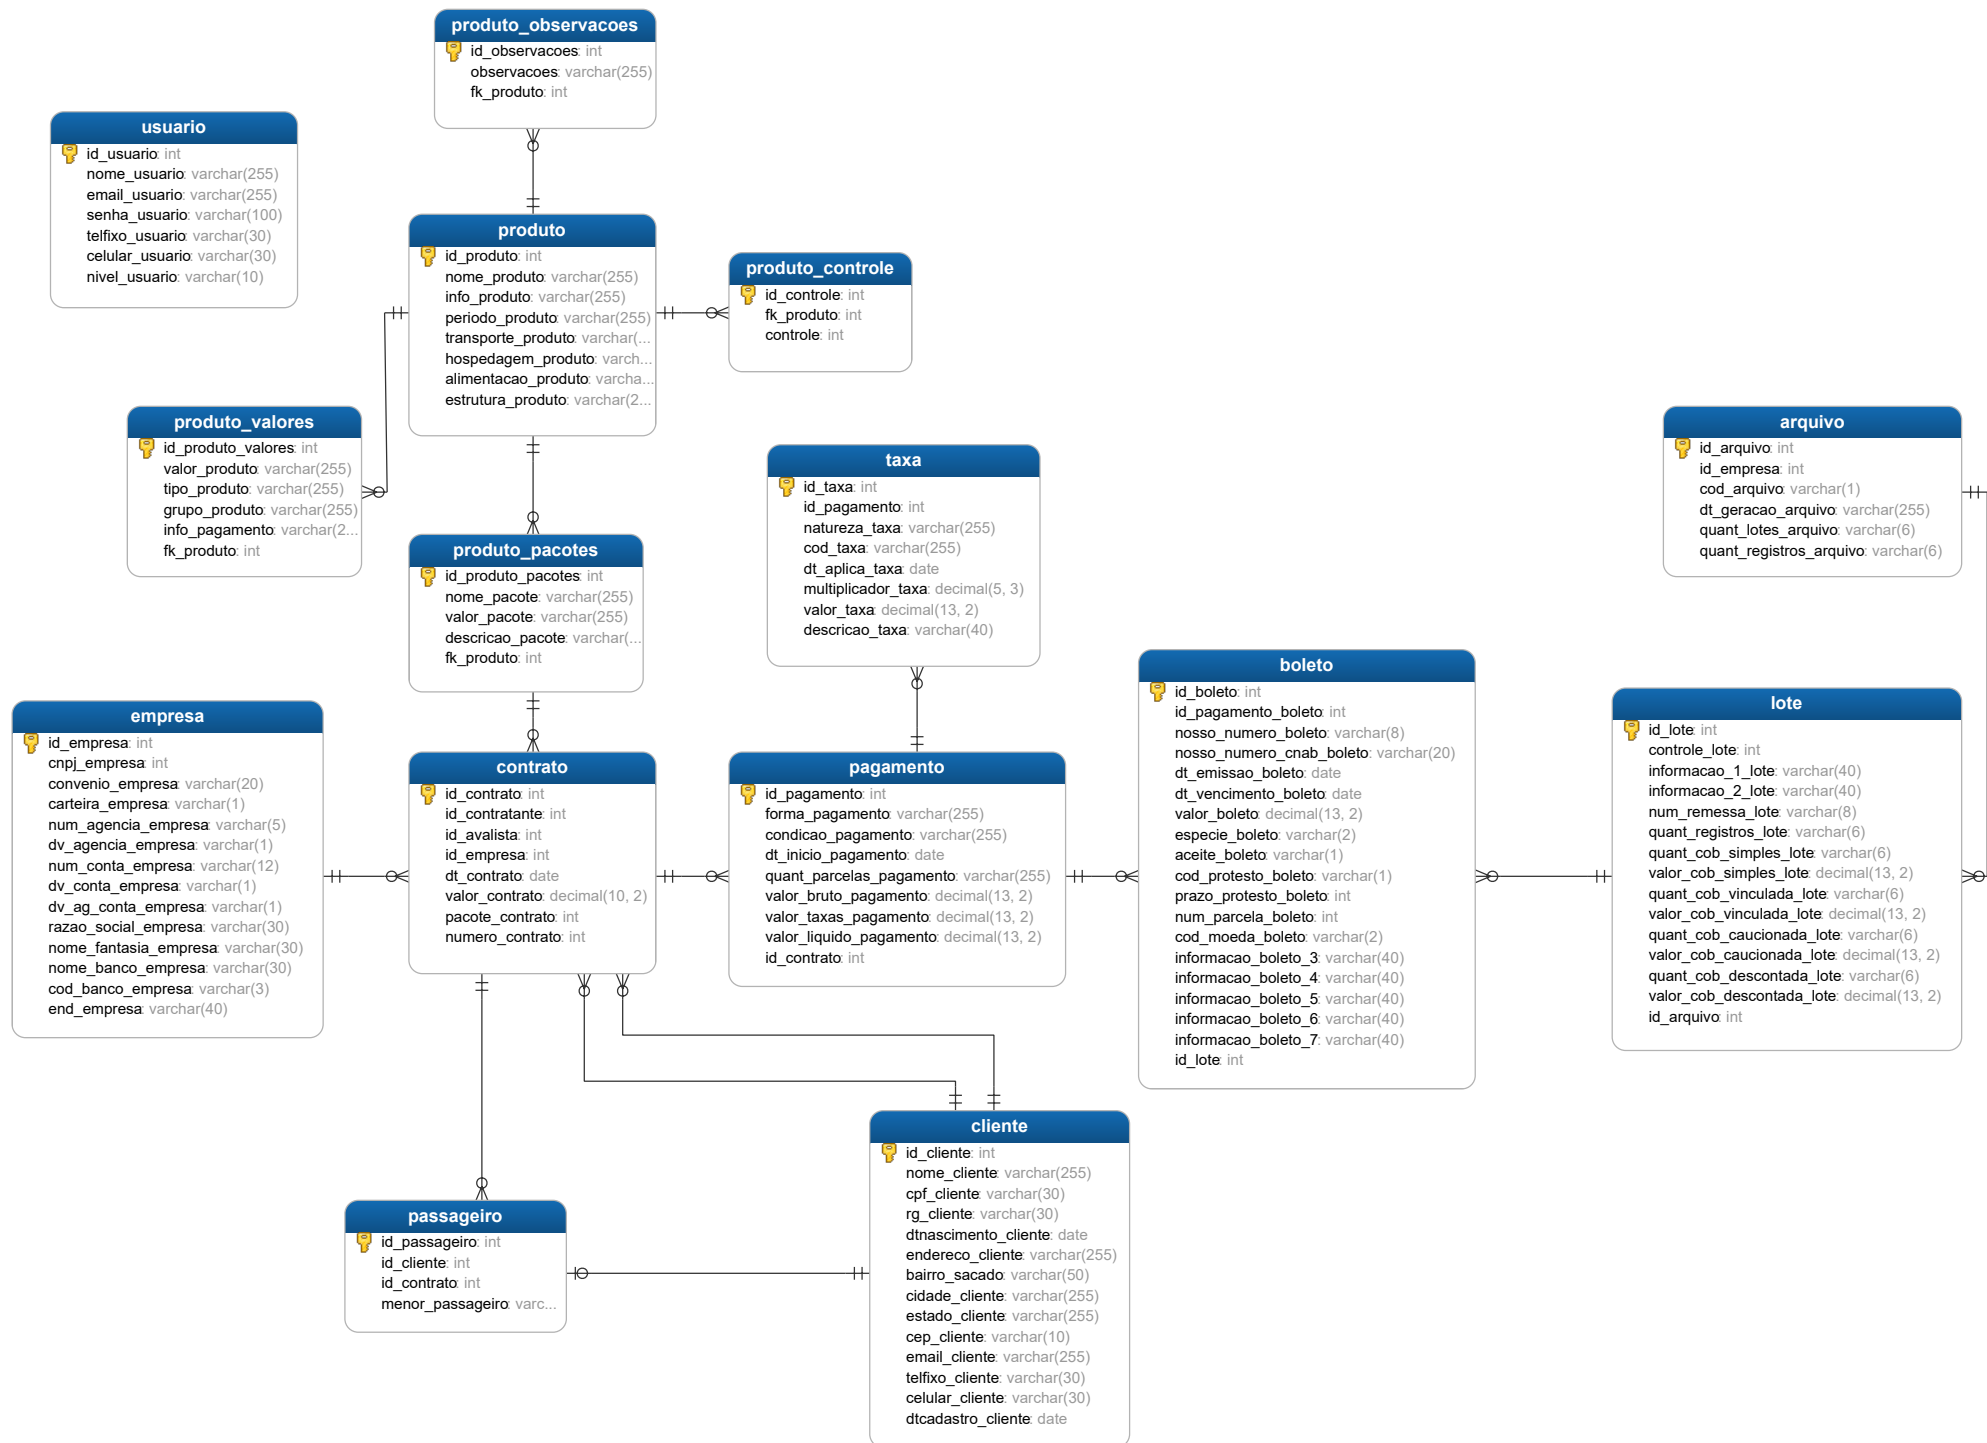 produto_observacoes
id_observacoes: int
observacoes: varchar(255)
fk_produto: int
usuario
id_usuario: int
nome_usuario: varchar(255)
email_usuario: varchar(255)
senha_usuario: varchar(100)
telfixo_usuario: varchar(30)
celular_usuario: varchar(30)
nivel_usuario: varchar(10)
produto
id_produto: int
nome_produto: varchar(255)
info_produto: varchar(255)
periodo_produto: varchar(255)
transporte_produto: varchar(...
hospedagem_produto: varch...
alimentacao_produto: varcha...
estrutura_produto: varchar(2...
produto_controle
id_controle: int
fk_produto: int
controle: int
produto_valores
id_produto_valores: int
valor_produto: varchar(255)
tipo_produto: varchar(255)
grupo_produto: varchar(255)
info_pagamento: varchar(2...
fk_produto: int
arquivo
id_arquivo: int
id_empresa: int
cod_arquivo: varchar(1)
dt_geracao_arquivo: varchar(255)
quant_lotes_arquivo: varchar(6)
quant_registros_arquivo: varchar(6)
taxa
id_taxa: int
id_pagamento: int
natureza_taxa: varchar(255)
cod_taxa: varchar(255)
dt_aplica_taxa: date
multiplicador_taxa: decimal(5, 3)
valor_taxa: decimal(13, 2)
descricao_taxa: varchar(40)
produto_pacotes
id_produto_pacotes: int
nome_pacote: varchar(255)
valor_pacote: varchar(255)
descricao_pacote: varchar(...
fk_produto: int
empresa
id_empresa: int
cnpj_empresa: int
convenio_empresa: varchar(20)
carteira_empresa: varchar(1)
num_agencia_empresa: varchar(5)
dv_agencia_empresa: varchar(1)
num_conta_empresa: varchar(12)
dv_conta_empresa: varchar(1)
dv_ag_conta_empresa: varchar(1)
razao_social_empresa: varchar(30)
nome_fantasia_empresa: varchar(30)
nome_banco_empresa: varchar(30)
cod_banco_empresa: varchar(3)
end_empresa: varchar(40)
contrato
id_contrato: int
id_contratante: int
id_avalista: int
id_empresa: int
dt_contrato: date
valor_contrato: decimal(10, 2)
pacote_contrato: int
numero_contrato: int
pagamento
id_pagamento: int
forma_pagamento: varchar(255)
condicao_pagamento: varchar(255)
dt_inicio_pagamento: date
quant_parcelas_pagamento: varchar(255)
valor_bruto_pagamento: decimal(13, 2)
valor_taxas_pagamento: decimal(13, 2)
valor_liquido_pagamento: decimal(13, 2)
id_contrato: int
boleto
id_boleto: int
id_pagamento_boleto: int
nosso_numero_boleto: varchar(8)
nosso_numero_cnab_boleto: varchar(20)
dt_emissao_boleto: date
dt_vencimento_boleto: date
valor_boleto: decimal(13, 2)
especie_boleto: varchar(2)
aceite_boleto: varchar(1)
cod_protesto_boleto: varchar(1)
prazo_protesto_boleto: int
num_parcela_boleto: int
cod_moeda_boleto: varchar(2)
informacao_boleto_3: varchar(40)
informacao_boleto_4: varchar(40)
informacao_boleto_5: varchar(40)
informacao_boleto_6: varchar(40)
informacao_boleto_7: varchar(40)
id_lote: int
lote
id_lote: int
controle_lote: int
informacao_1_lote: varchar(40)
informacao_2_lote: varchar(40)
num_remessa_lote: varchar(8)
quant_registros_lote: varchar(6)
quant_cob_simples_lote: varchar(6)
valor_cob_simples_lote: decimal(13, 2)
quant_cob_vinculada_lote: varchar(6)
valor_cob_vinculada_lote: decimal(13, 2)
quant_cob_caucionada_lote: varchar(6)
valor_cob_caucionada_lote: decimal(13, 2)
quant_cob_descontada_lote: varchar(6)
valor_cob_descontada_lote: decimal(13, 2)
id_arquivo: int
cliente
id_cliente: int
nome_cliente: varchar(255)
cpf_cliente: varchar(30)
rg_cliente: varchar(30)
dtnascimento_cliente: date
endereco_cliente: varchar(255)
bairro_sacado: varchar(50)
cidade_cliente: varchar(255)
estado_cliente: varchar(255)
cep_cliente: varchar(10)
email_cliente: varchar(255)
telfixo_cliente: varchar(30)
celular_cliente: varchar(30)
dtcadastro_cliente: date
passageiro
id_passageiro: int
id_cliente: int
id_contrato: int
menor_passageiro: varc...